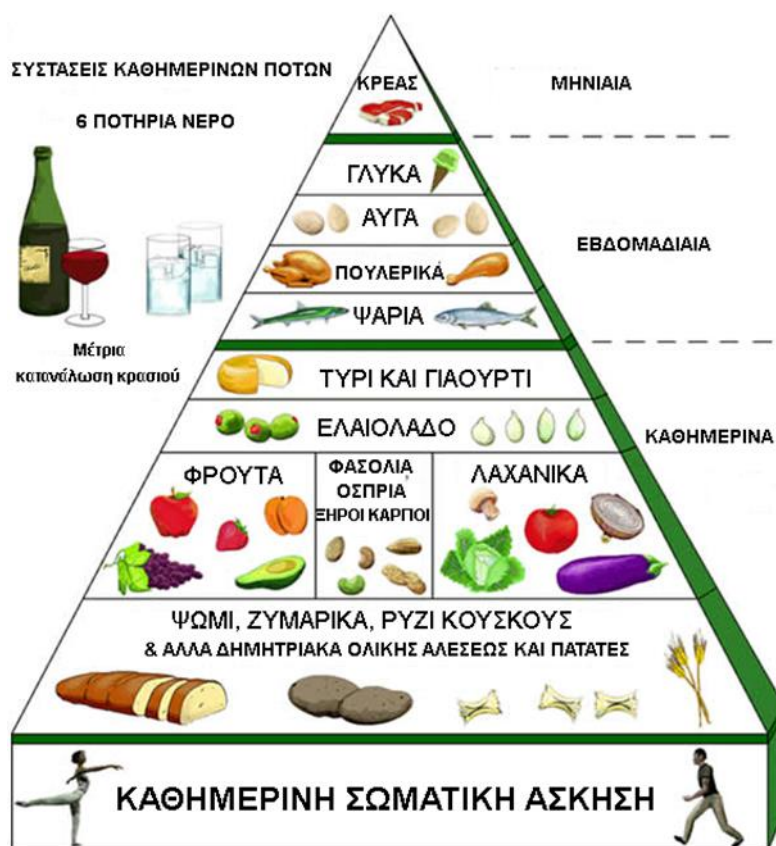 ΣΥΣΤΑΣΕΙΣ ΚΑΘΗΜΕΡΙΝΩΝ ΠΟΤΩΝ
6 ΠΟΤΗΡΙΑ ΝΕΡΟ
Μέτρια
κατανάλωση κρασιού
ΚΡΕΑΣ
ΜΗΝΙΑΙΑ
ΓΛΥΚΑ
ΑΥΓΑ
ΠΟΥΛΕΡΙΚΑ
ΨΑΡΙΑ
ΕΒΔΟΜΑΔΙΑΙΑ
ΤΥΡΙ ΚΑΙ ΓΙΑΟΥΡΤΙ
ΕΛΑΙΟΛΑΔΟ
ΚΑΘΗΜΕΡΙΝΑ
ΦΡΟΥΤΑ
ΦΑΣΟΛΙΑ,
ΟΣΠΡΙΑ
ΞΗΡΟΙ ΚΑΡΠΟΙ
ΛΑΧΑΝΙΚΑ
ΨΩΜΙ, ΖΥΜΑΡΙΚΑ, ΡΥΖΙ ΚΟΥΣΚΟΥΣ
& ΑΛΛΑ ΔΗΜΗΤΡΙΑΚΑ ΟΛΙΚΗΣ ΑΛΕΣΕΩΣ ΚΑΙ ΠΑΤΑΤΕΣ
ΚΑΘΗΜΕΡΙΝΗ ΣΩΜΑΤΙΚΗ ΑΣΚΗΣΗ